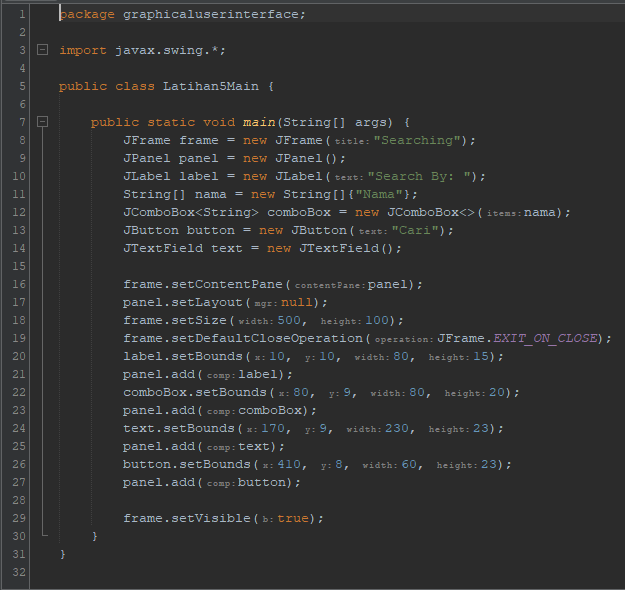 1 package graphicaluserinterface;
2
3 import javax.swing.*;
4
5 public class Latihan5Main {
6
7 public static void main(String[] args) {
8 JFrame frame = new JFrame( title: "Searching");
9 JPanel panel = new JPanel();
10 JLabel label = new JLabel( text: "Search By: ");
11 String[] nama = new String[]{"Nama"};
12 JComboBox<String> comboBox = new JComboBox<>( items: nama);
13 JButton button = new JButton( text: "Cari");
14 JTextField text = new JTextField();
15
16 frame.setContentPane( contentPane: panel);
17 panel.setLayout( mgr: null);
18 frame.setSize( width: 500, height: 100);
19 frame.setDefaultCloseOperation( operation: JFrame.EXIT_ON_CLOSE);
20 label.setBounds( x: 10, y: 10, width: 80, height: 15);
21 panel.add( comp: label);
22 comboBox.setBounds( x: 80, y: 9, width: 80, height: 20);
23 panel.add( comp: comboBox);
24 text.setBounds( x: 170, y: 9, width: 230, height: 23);
25 panel.add( comp: text);
26 button.setBounds( x: 410, y: 8, width: 60, height: 23);
27 panel.add( comp: button);
28
29 frame.setVisible( b: true);
30 }
31 }
32